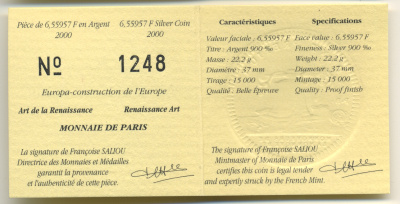 Pièce de 6,55957 F en Argent
2000
6,55957 F Silver Coin
2000
No 1248
Europa-construction de l'Europe
Art de la Renaissance
Renaissance Art
MONNAIE DE PARIS
La signature de Françoise SALIOU
Directrice des Monnaies et Médailles
garantit la provenance
et l'authenticité de cette pièce.
Caractéristiques
Valeur faciale : 6,55957 F
Titre : Argent 900 ‰
Masse : 22,2 g
Diamètre : 37 mm
Tirage : 15 000
Qualité : Belle Épreuve
Specifications
Face value : 6,55957 F
Fineness : Silver 900 ‰
Weight : 22,2 g
Diameter : 37 mm
Mintage : 15 000
Quality : Proof finish
The signature of Françoise SALIOU
Mintmaster of Monnaie de Paris
certifies this coin is legal tender
and expertly struck by the French Mint.